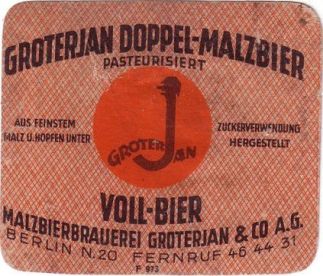 GROTERJAN DOPPEL-MALZBIER
PASTEURISIERT
AUS FEINSTEM
MALZ U. HOPFEN UNTER
GROTERJAN
ZUCKERVERWENDUNG
HERGESTELLT
VOLL-BIER
MALZBIERBRAUEREI GROTERJAN & CO A.G.
BERLIN N.20 FERNRUF 46 44 31
F 973